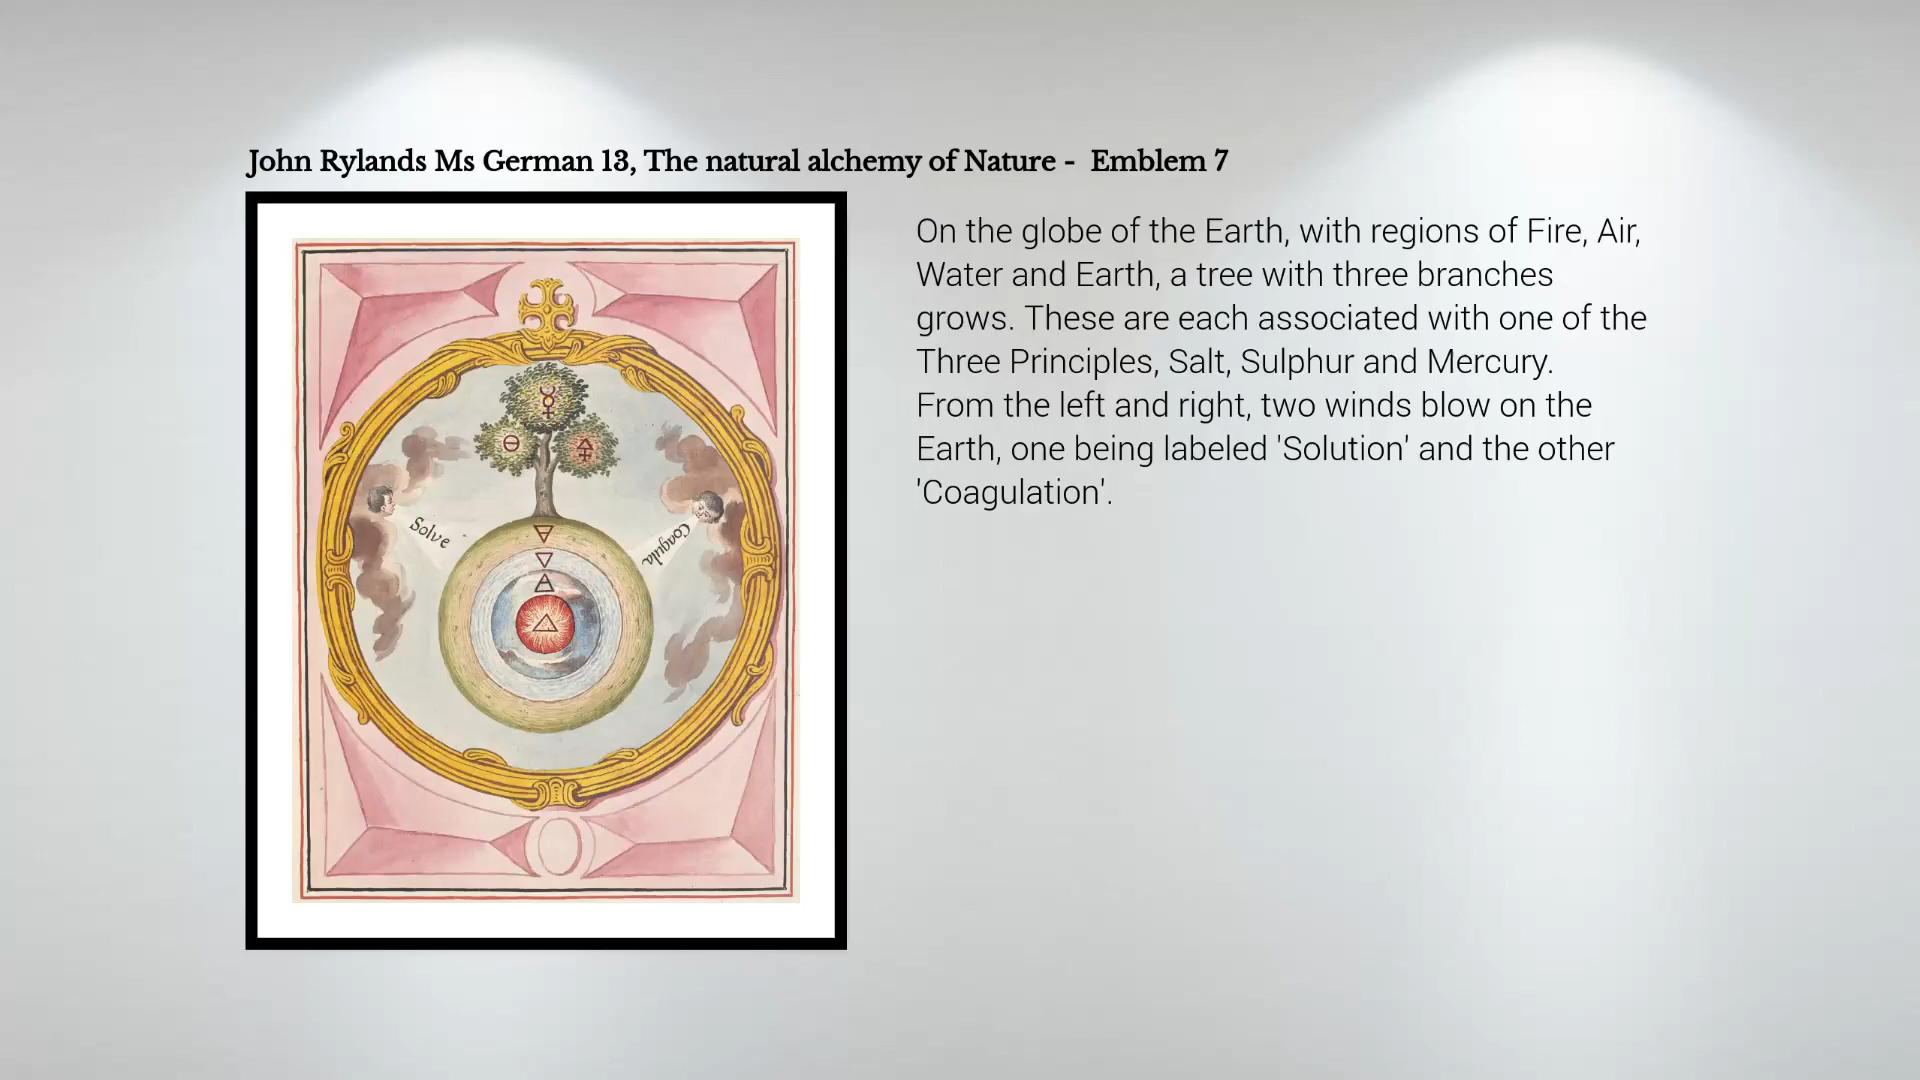 John Rylands Ms German 13, The natural alchemy of Nature - Emblem 7
On the globe of the Earth, with regions of Fire, Air,
Water and Earth, a tree with three branches
grows. These are each associated with one of the
Three Principles, Salt, Sulphur and Mercury.
From the left and right, two winds blow on the
Earth, one being labeled 'Solution' and the other
'Coagulation'.
Solve
Coagula